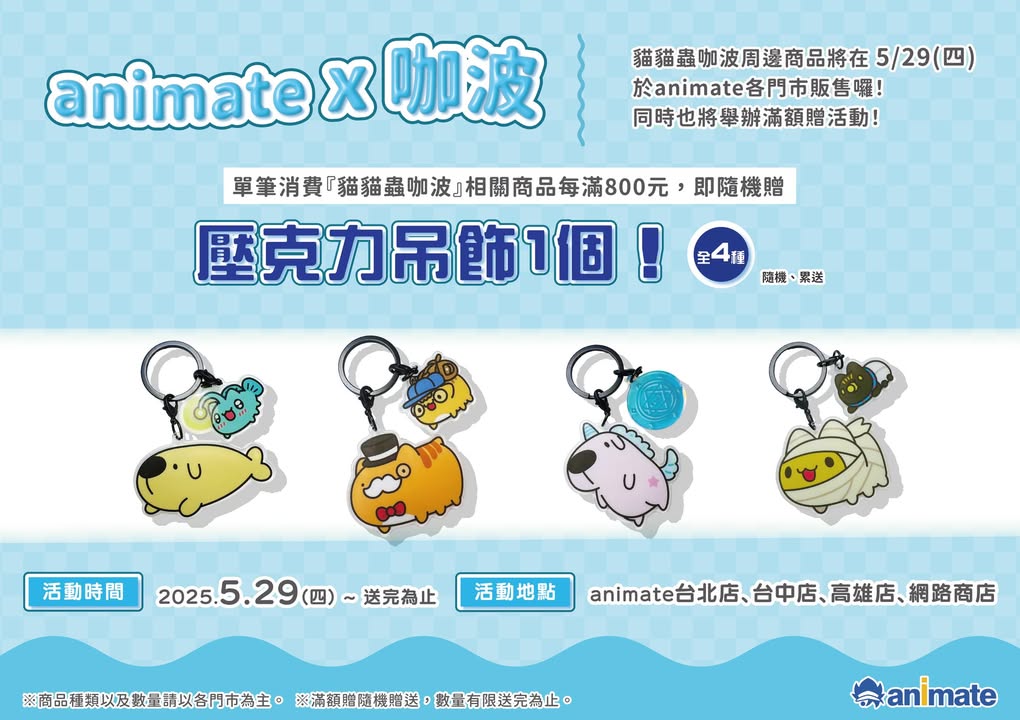 animate X 咖波
貓貓蟲咖波周邊商品將在 5/29(四)
於animate各門市販售囉!
同時也將舉辦滿額贈活動!
單筆消費『貓貓蟲咖波』相關商品每滿800元，即隨機贈
壓克力吊飾1個！
全4種
隨機、累送
活動時間
2025.5.29(四) ~ 送完為止
活動地點
animate台北店、台中店、高雄店、網路商店
※商品種類以及數量請以各門市為主。 ※滿額贈隨機贈送，數量有限送完為止。
animate